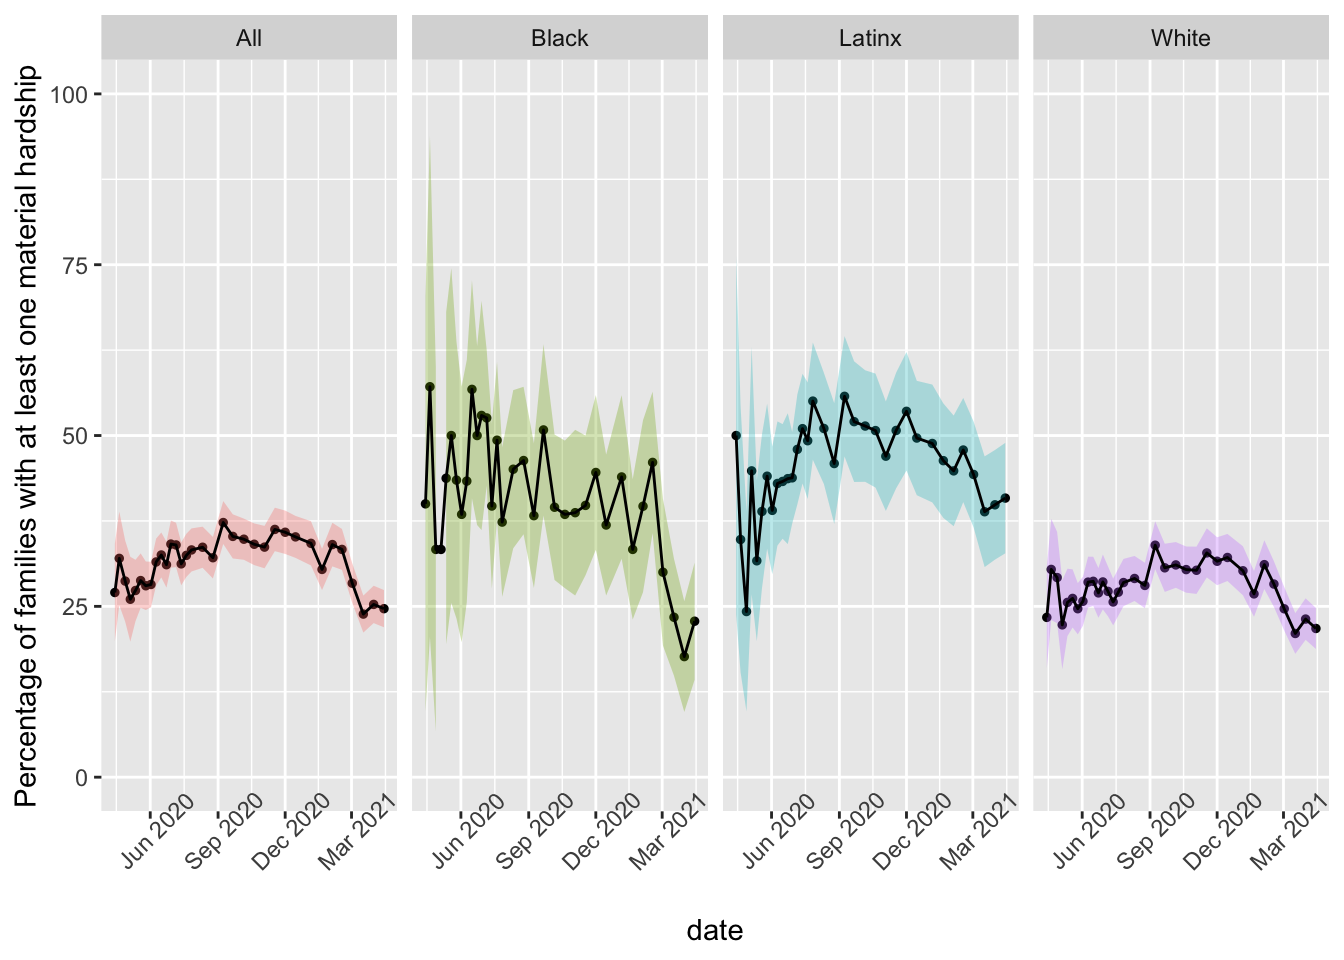 All
Black
Latinx
White
Percentage of families with at least one material hardship
100
75
50
25
0
Jun 2020
Sep 2020
Dec 2020
Mar 2021
Jun 2020
Sep 2020
Dec 2020
Mar 2021
Jun 2020
Sep 2020
Dec 2020
Mar 2021
Jun 2020
Sep 2020
Dec 2020
Mar 2021
date